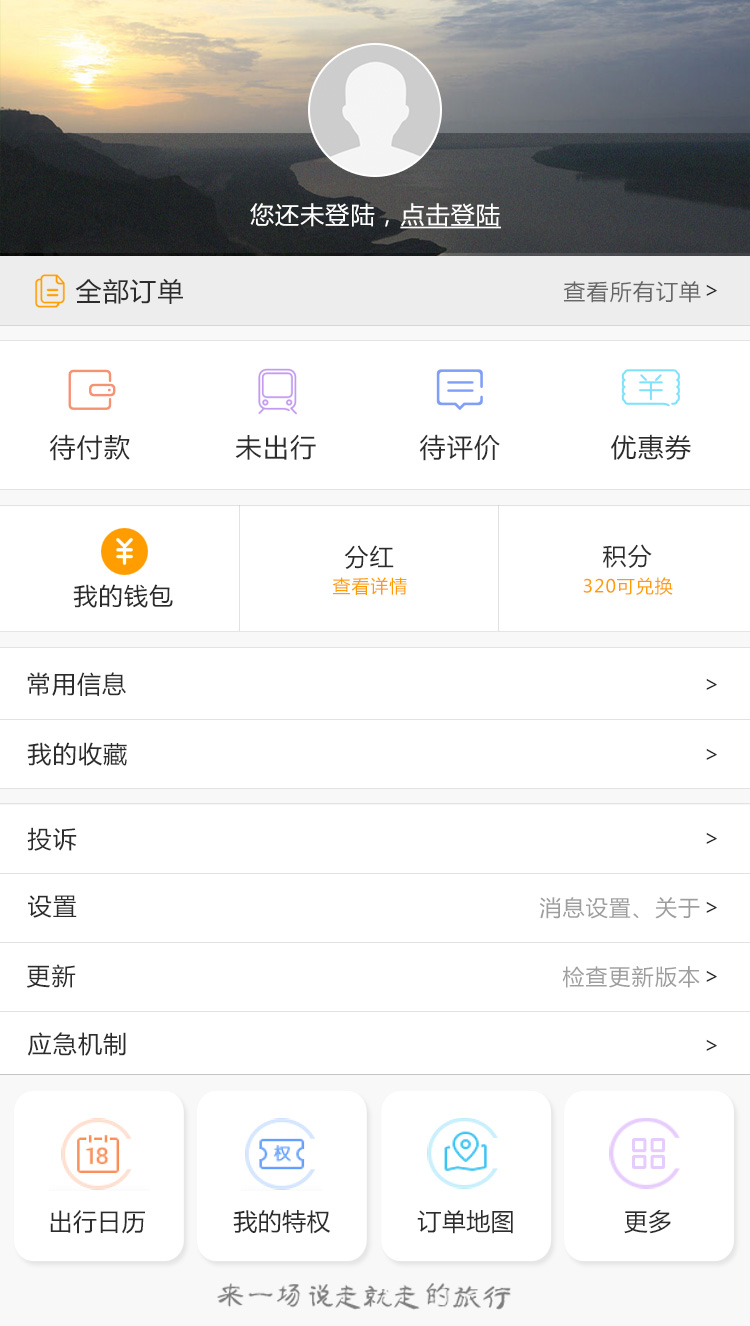 您还未登陆，点击登陆
全部订单 查看所有订单 >
待付款 未出行 待评价 优惠券
¥
我的钱包
分红
查看详情
积分
320可兑换
常用信息 >
我的收藏 >
投诉 >
设置 消息设置、关于 >
更新 检查更新版本 >
应急机制 >
18 权
出行日历 我的特权 订单地图 更多
来一场说走就走的旅行